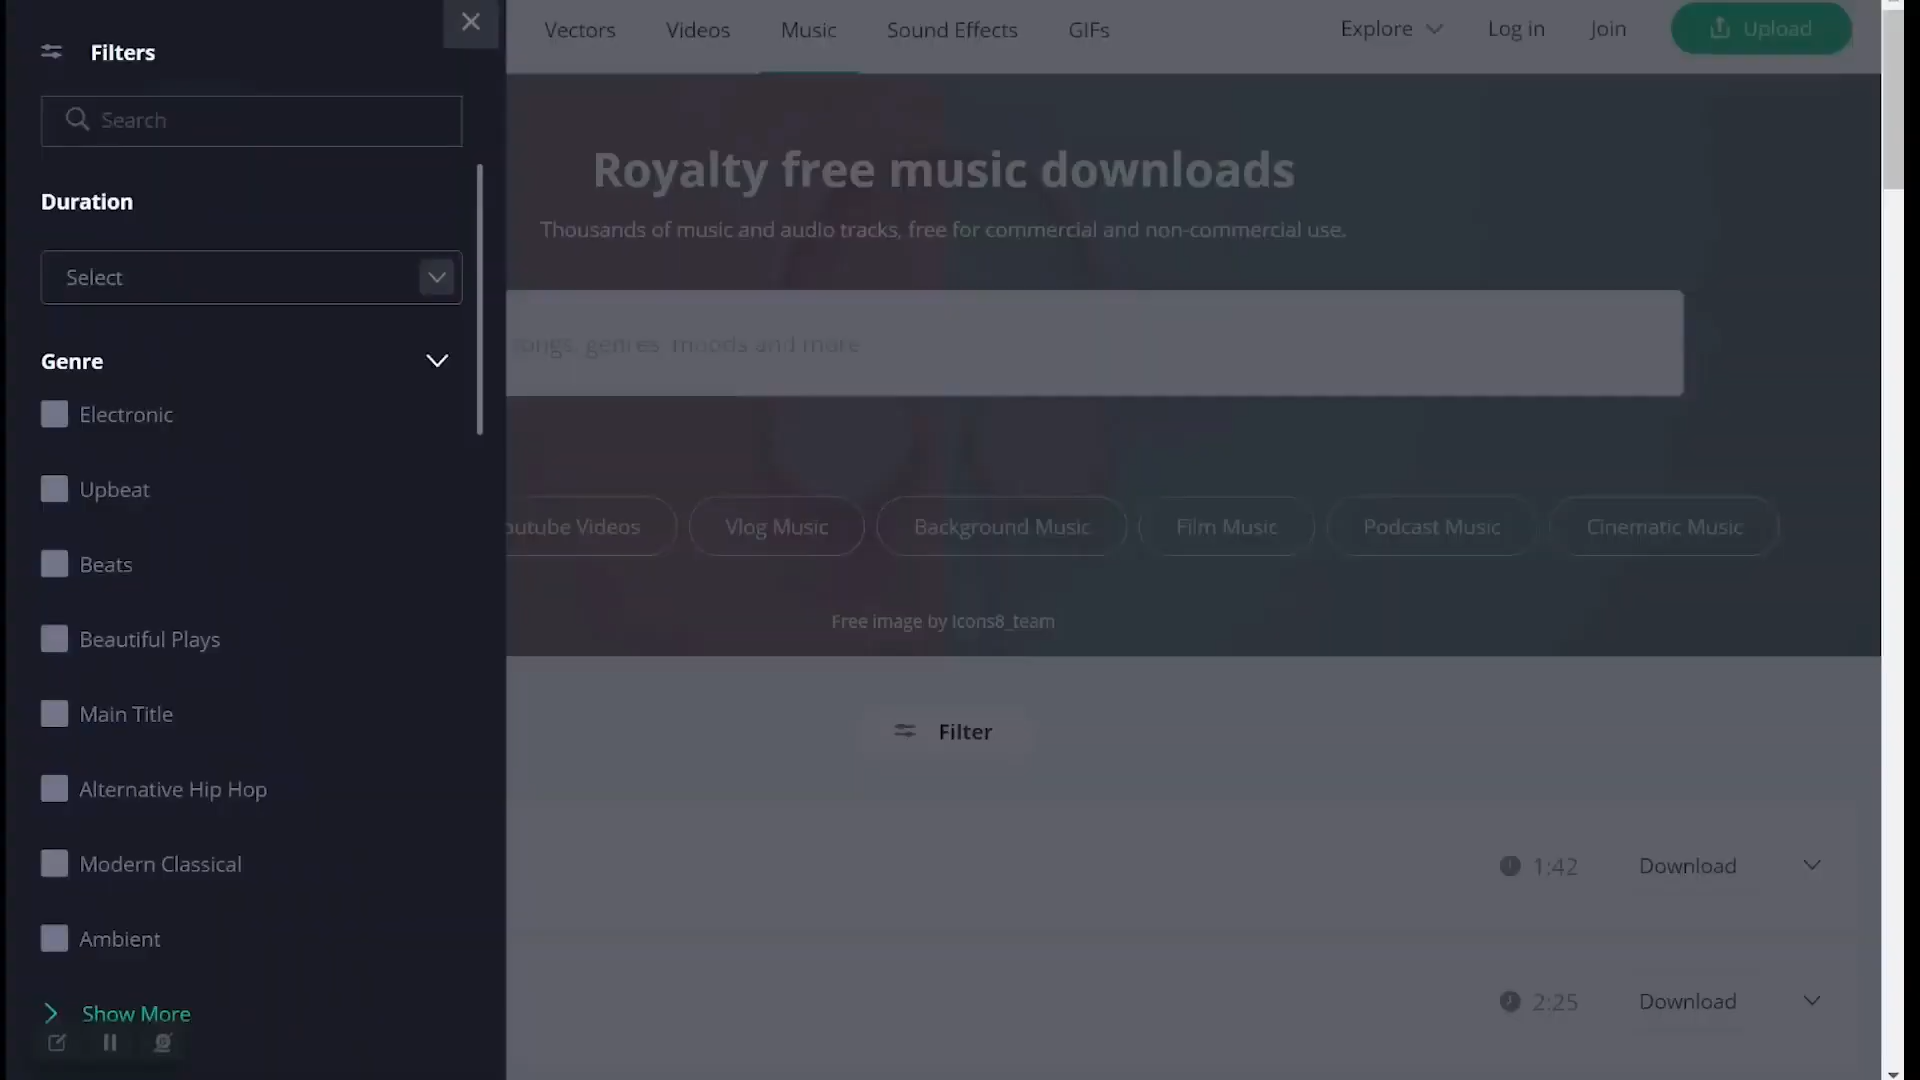 Filters
Search
Duration
Select
Genre
Electronic
Upbeat
Beats
Beautiful Plays
Main Title
Alternative Hip Hop
Modern Classical
Ambient
Show More
Vectors Videos Music Sound Effects GIFs Explore Log in Join Upload
Royalty free music downloads
Thousands of music and audio tracks, free for commercial and non-commercial use.
songs, genres, moods and more
outube Videos Vlog Music Background Music Film Music Podcast Music Cinematic Music
Free image by Icons8_team
Filter
1:42 Download
2:25 Download